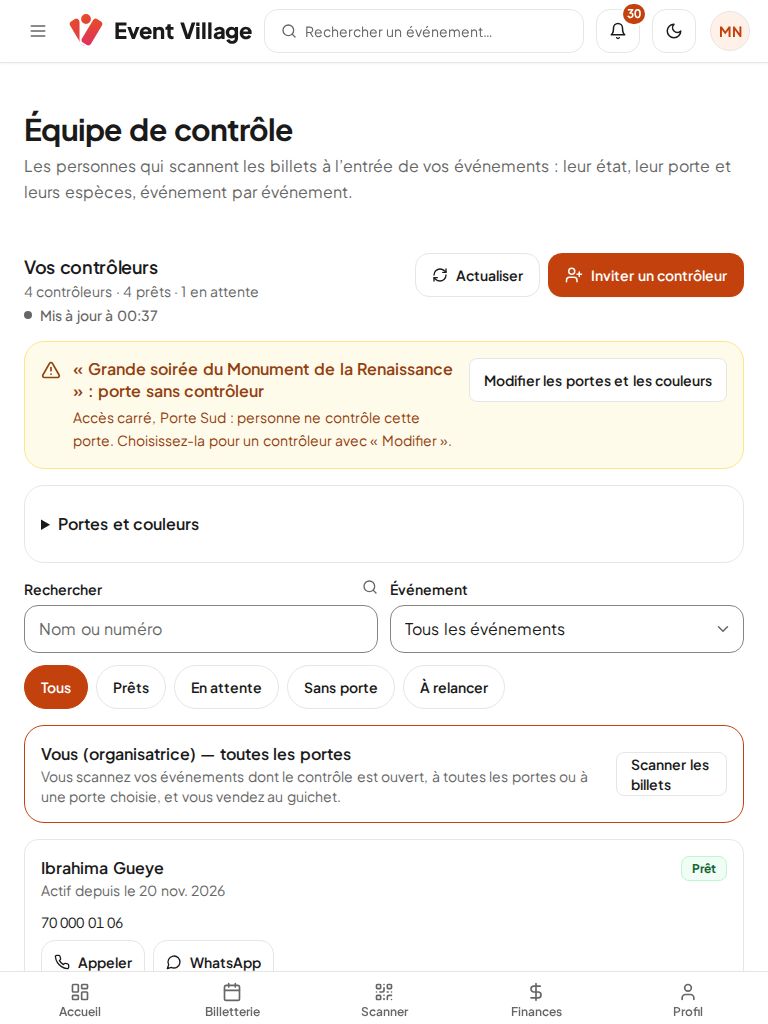 Event Village
Rechercher un événement...
30
MN
Équipe de contrôle
Les personnes qui scannent les billets à l'entrée de vos événements : leur état, leur porte et
leurs espèces, événement par événement.
Vos contrôleurs
4 contrôleurs · 4 prêts · 1 en attente
Mis à jour à 00:37
Actualiser
Inviter un contrôleur
« Grande soirée du Monument de la Renaissance
» : porte sans contrôleur
Accès carré, Porte Sud : personne ne contrôle cette
porte. Choisissez-la pour un contrôleur avec « Modifier ».
Modifier les portes et les couleurs
Portes et couleurs
Rechercher
Nom ou numéro
Événement
Tous les événements
Tous
Prêts
En attente
Sans porte
À relancer
Vous (organisatrice) — toutes les portes
Vous scannez vos événements dont le contrôle est ouvert, à toutes les portes ou à
une porte choisie, et vous vendez au guichet.
Scanner les
billets
Ibrahima Gueye
Prêt
Actif depuis le 20 nov. 2026
70 000 01 06
Appeler
WhatsApp
Accueil
Billetterie
Scanner
Finances
Profil